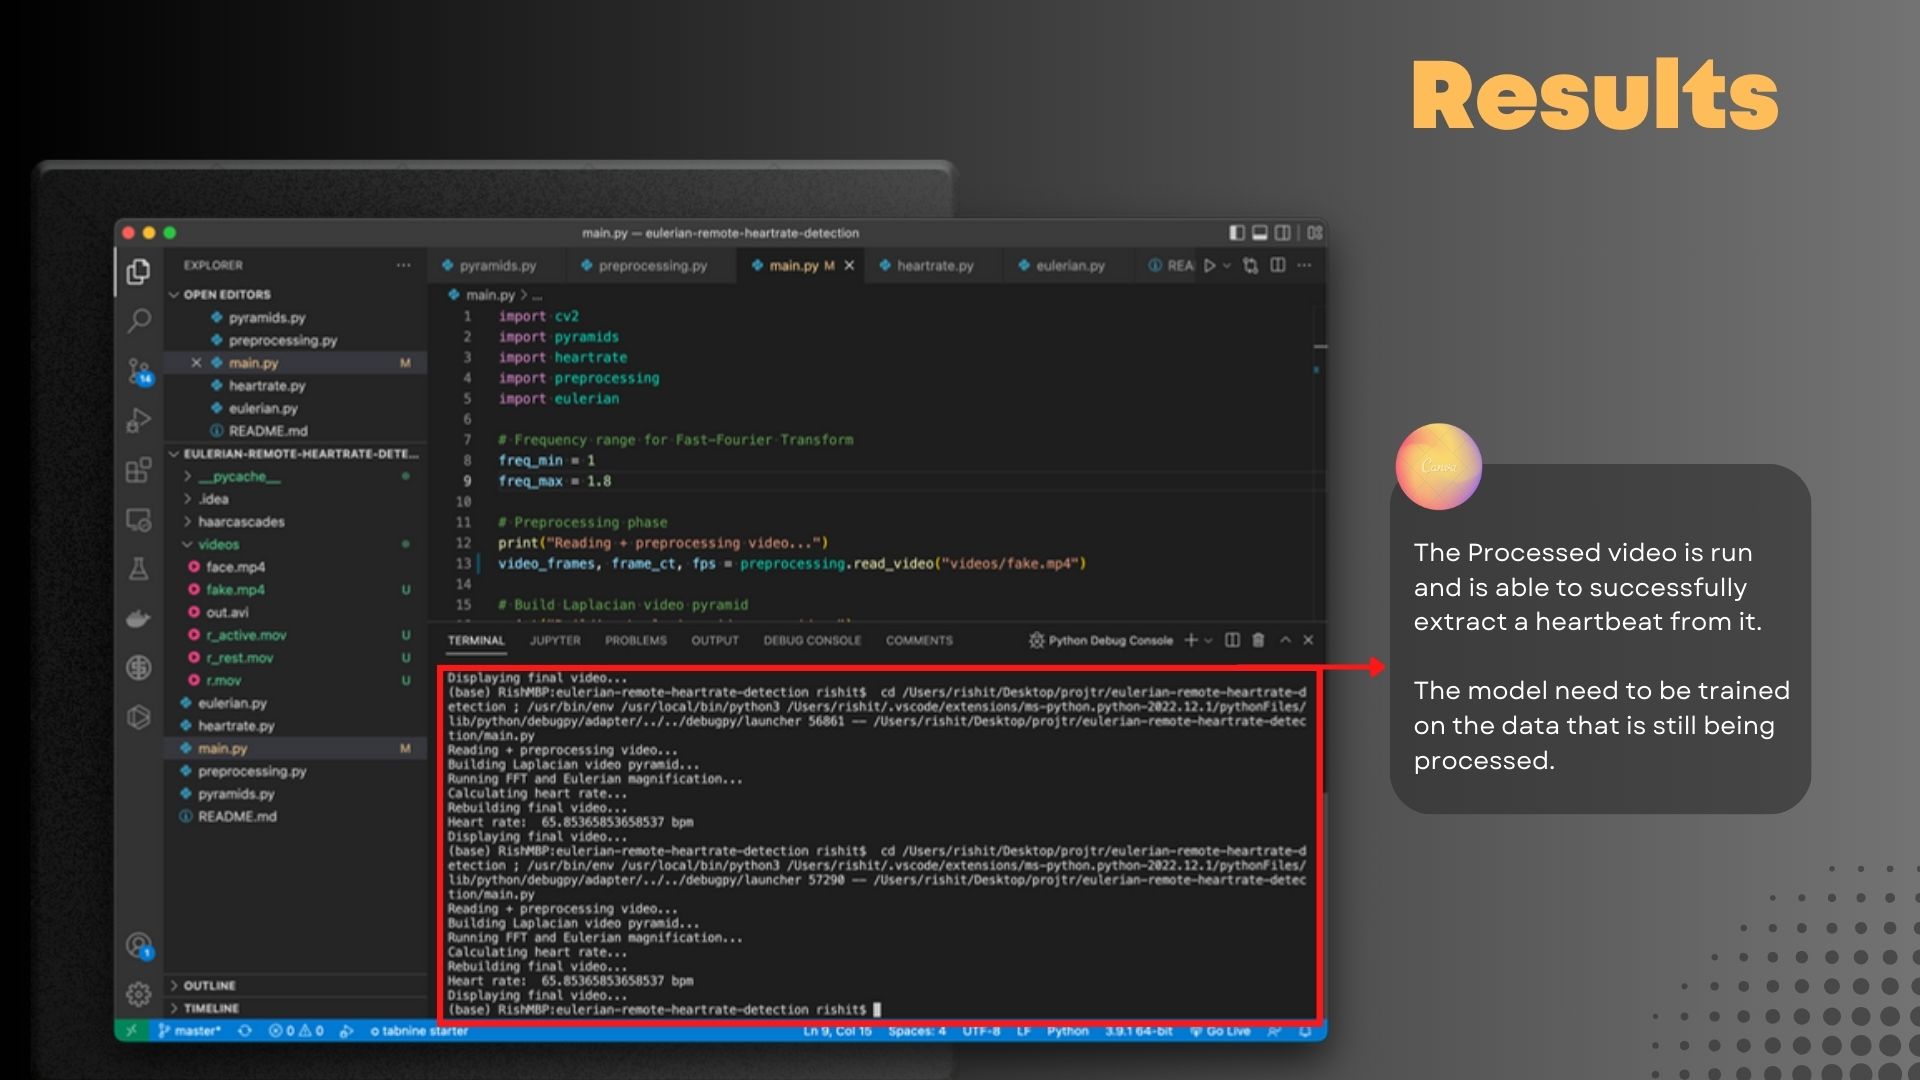 Results
main.py — eulerian-remote-heartrate-detection
EXPLORER
OPEN EDITORS
pyramids.py
preprocessing.py
main.py M
heartrate.py
eulerian.py
README.md
EULERIAN-REMOTE-HEARTRATE-DETE...
__pycache__
.idea
haarcascades
videos
face.mp4
fake.mp4 U
out.avi
r_active.mov U
r_rest.mov U
r.mov U
eulerian.py
heartrate.py
main.py M
preprocessing.py
pyramids.py
README.md
OUTLINE
TIMELINE
14
1
pyramids.py preprocessing.py main.py M heartrate.py eulerian.py REA
main.py > ...
1 import cv2
2 import pyramids
3 import heartrate
4 import preprocessing
5 import eulerian
6
7 # Frequency range for Fast-Fourier Transform
8 freq_min = 1
9 freq_max = 1.8
10
11 # Preprocessing phase
12 print("Reading + preprocessing video...")
13 video_frames, frame_ct, fps = preprocessing.read_video("videos/fake.mp4")
14
15 # Build Laplacian video pyramid
TERMINAL JUPYTER PROBLEMS OUTPUT DEBUG CONSOLE COMMENTS Python Debug Console
Displaying final video...
(base) RishMBP:eulerian-remote-heartrate-detection rishit$ cd /Users/rishit/Desktop/projtr/eulerian-remote-heartrate-d
etection ; /usr/bin/env /usr/local/bin/python3 /Users/rishit/.vscode/extensions/ms-python.python-2022.12.1/pythonFiles/
lib/python/debugpy/adapter/../../debugpy/launcher 56861 -- /Users/rishit/Desktop/projtr/eulerian-remote-heartrate-detec
tion/main.py
Reading + preprocessing video...
Building Laplacian video pyramid...
Running FFT and Eulerian magnification...
Calculating heart rate...
Rebuilding final video...
Heart rate: 65.85365853658537 bpm
Displaying final video...
(base) RishMBP:eulerian-remote-heartrate-detection rishit$ cd /Users/rishit/Desktop/projtr/eulerian-remote-heartrate-d
etection ; /usr/bin/env /usr/local/bin/python3 /Users/rishit/.vscode/extensions/ms-python.python-2022.12.1/pythonFiles/
lib/python/debugpy/adapter/../../debugpy/launcher 57290 -- /Users/rishit/Desktop/projtr/eulerian-remote-heartrate-detec
tion/main.py
Reading + preprocessing video...
Building Laplacian video pyramid...
Running FFT and Eulerian magnification...
Calculating heart rate...
Rebuilding final video...
Heart rate: 65.85365853658537 bpm
Displaying final video...
(base) RishMBP:eulerian-remote-heartrate-detection rishit$
master* 0 0 tabnine starter Ln 9, Col 15 Spaces: 4 UTF-8 LF Python 3.9.1 64-bit Go Live
Canva
The Processed video is run
and is able to successfully
extract a heartbeat from it.
The model need to be trained
on the data that is still being
processed.